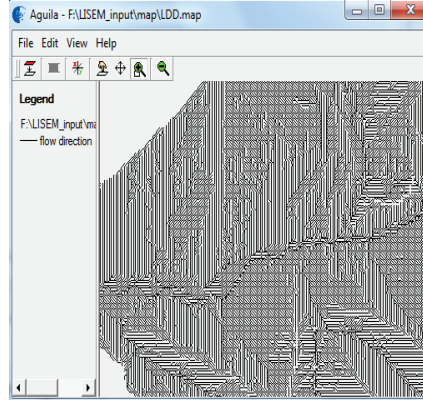 Aguila - F:\LISEM_input\map\LDD.map
File Edit View Help
Legend
F:\LISEM_input\ma
flow direction